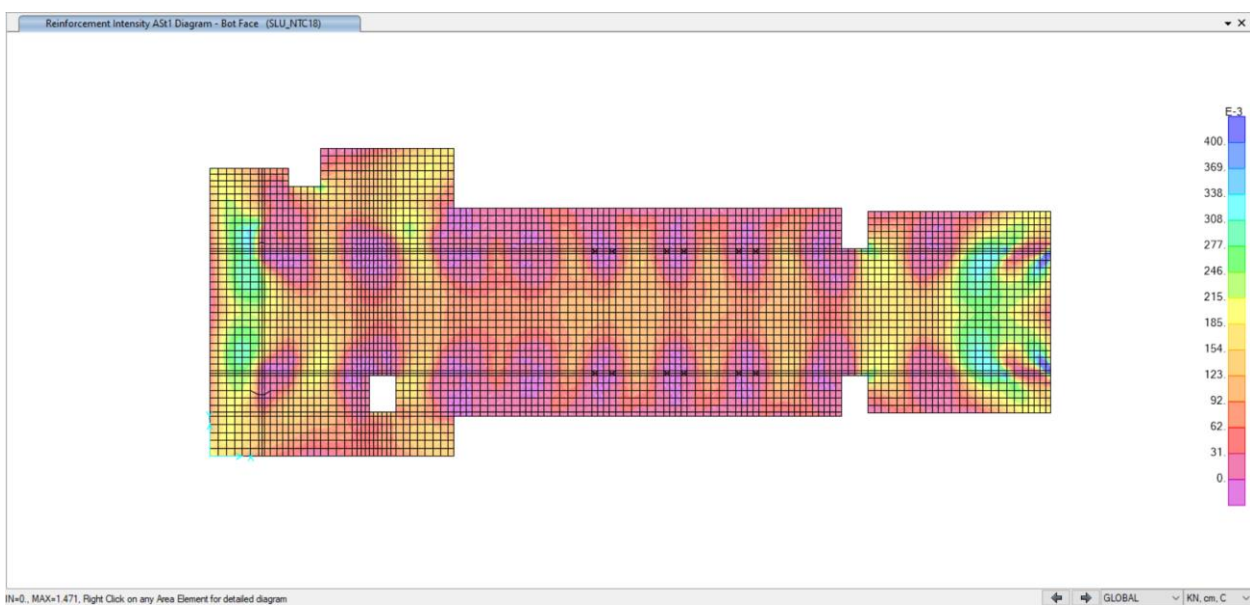 Reinforcement Intensity ASt1 Diagram - Bot Face (SLU_NTC18)
E-3
400.
369.
338.
308.
277.
246.
215.
185.
154.
123.
92.
62.
31.
0.
IN=0., MAX=1.471, Right Click on any Area Element for detailed diagram
GLOBAL
KN, cm, C